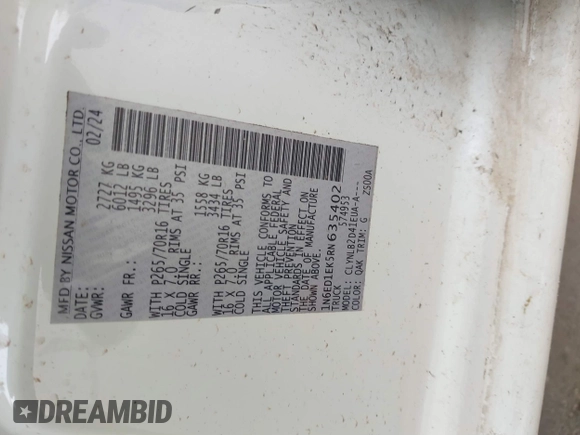 MFD BY NISSAN MOTOR CO., LTD.
DATE: 02/24
GVWR: 2727 KG
6012 LB
GAWR FR.: 1495 KG
3296 LB
WITH P265/70R16 TIRES
16 X 7.0 RIMS AT 35 PSI
COLD SINGLE
GAWR RR.: 1558 KG
3434 LB
WITH P265/70R16 TIRES
16 X 7.0 RIMS AT 35 PSI
COLD SINGLE
THIS VEHICLE CONFORMS TO
ALL APPLICABLE FEDERAL
MOTOR VEHICLE SAFETY AND
THEFT PREVENTION
STANDARDS IN EFFECT ON
THE DATE OF MANUFACTURE
SHOWN ABOVE.
1N6ED1EK5RN635402
TRUCK 574953
MODEL: CLYNLB2D41EUA-A---
COLOR: QAK TRIM: G ZS00A
DREAMBID